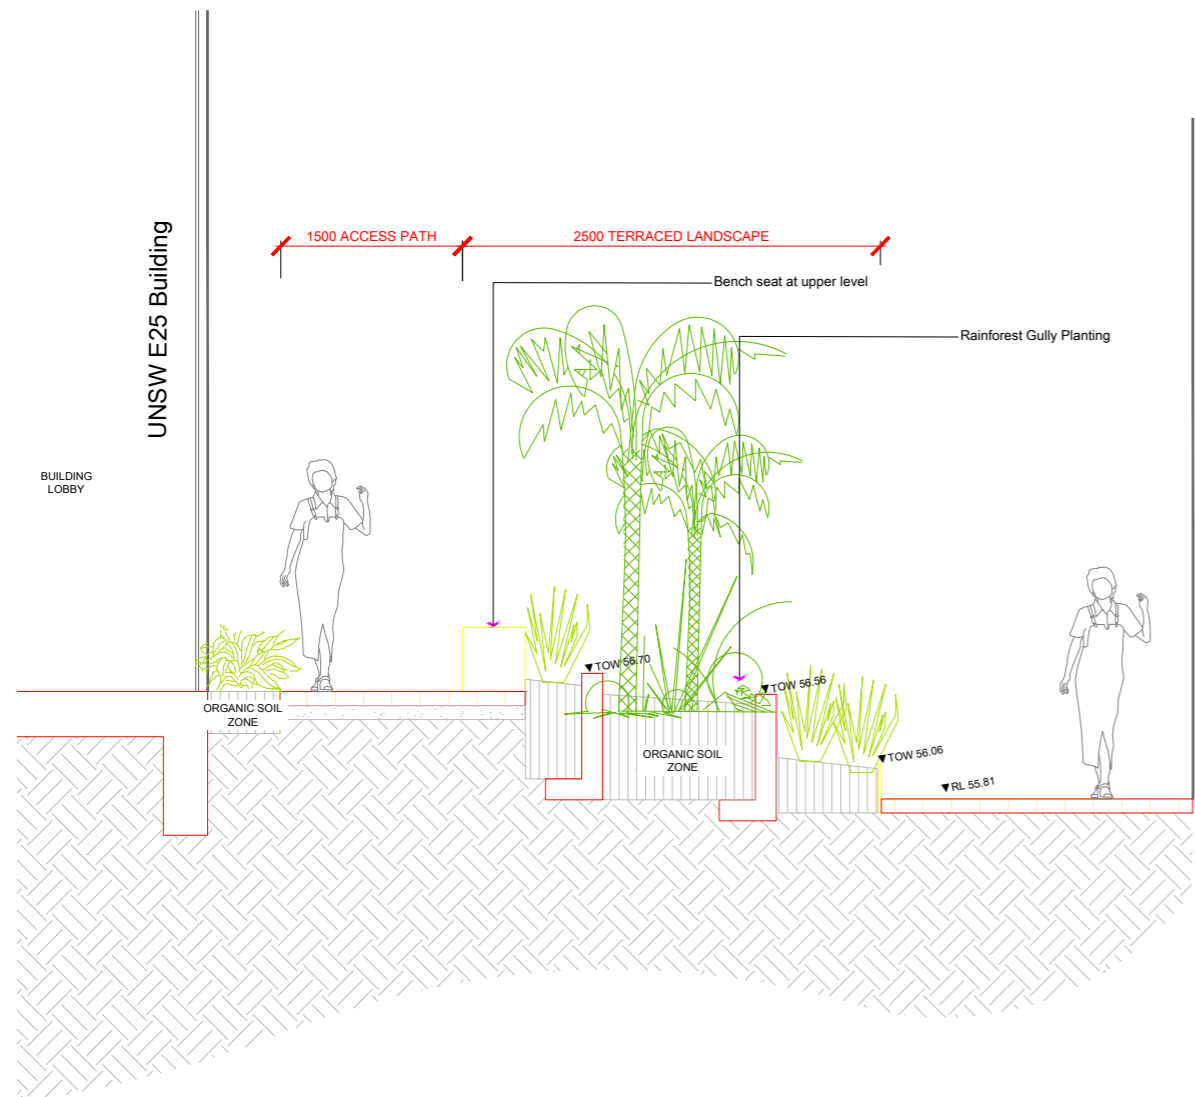 UNSW E25 Building
1500 ACCESS PATH
2500 TERRACED LANDSCAPE
Bench seat at upper level
Rainforest Gully Planting
BUILDING
LOBBY
TOW 56.70
TOW 56.56
ORGANIC SOIL
ZONE
ORGANIC SOIL
ZONE
TOW 56.06
RL 55.81